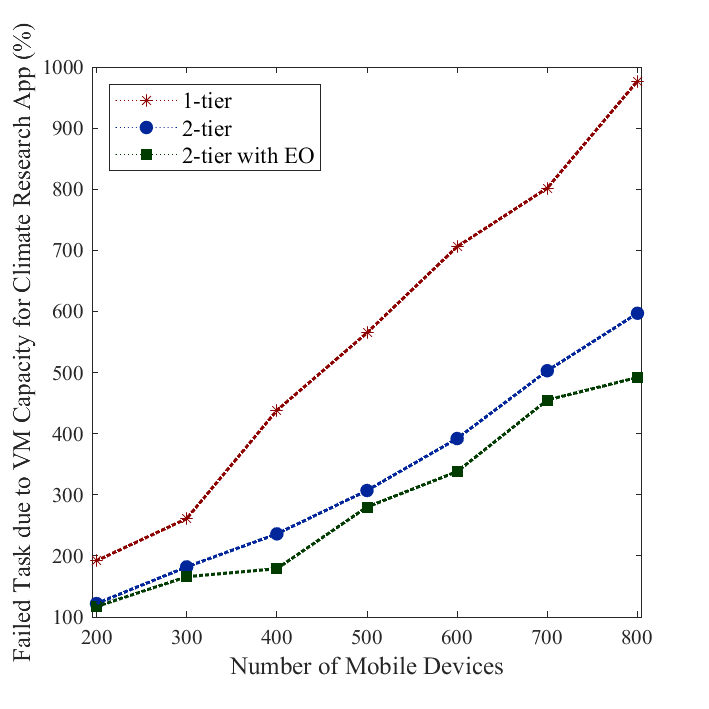 Failed Task due to VM Capacity for Climate Research App (%)
1000
900
800
700
600
500
400
300
200
100
1-tier
2-tier
2-tier with EO
200 300 400 500 600 700 800
Number of Mobile Devices